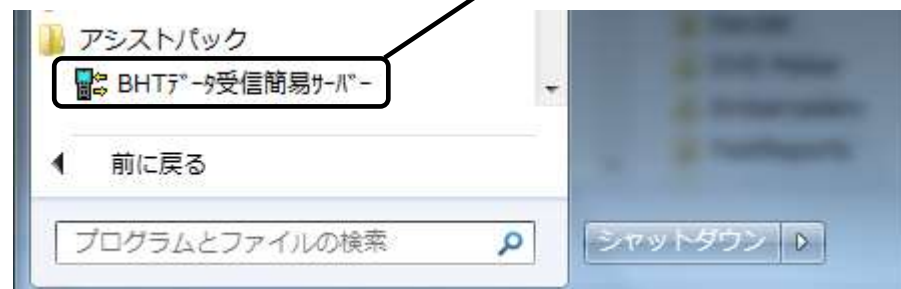 アシストパック
BHTﾃﾞｰﾀ受信簡易ｻｰﾊﾞｰ
前に戻る
プログラムとファイルの検索
シャットダウン